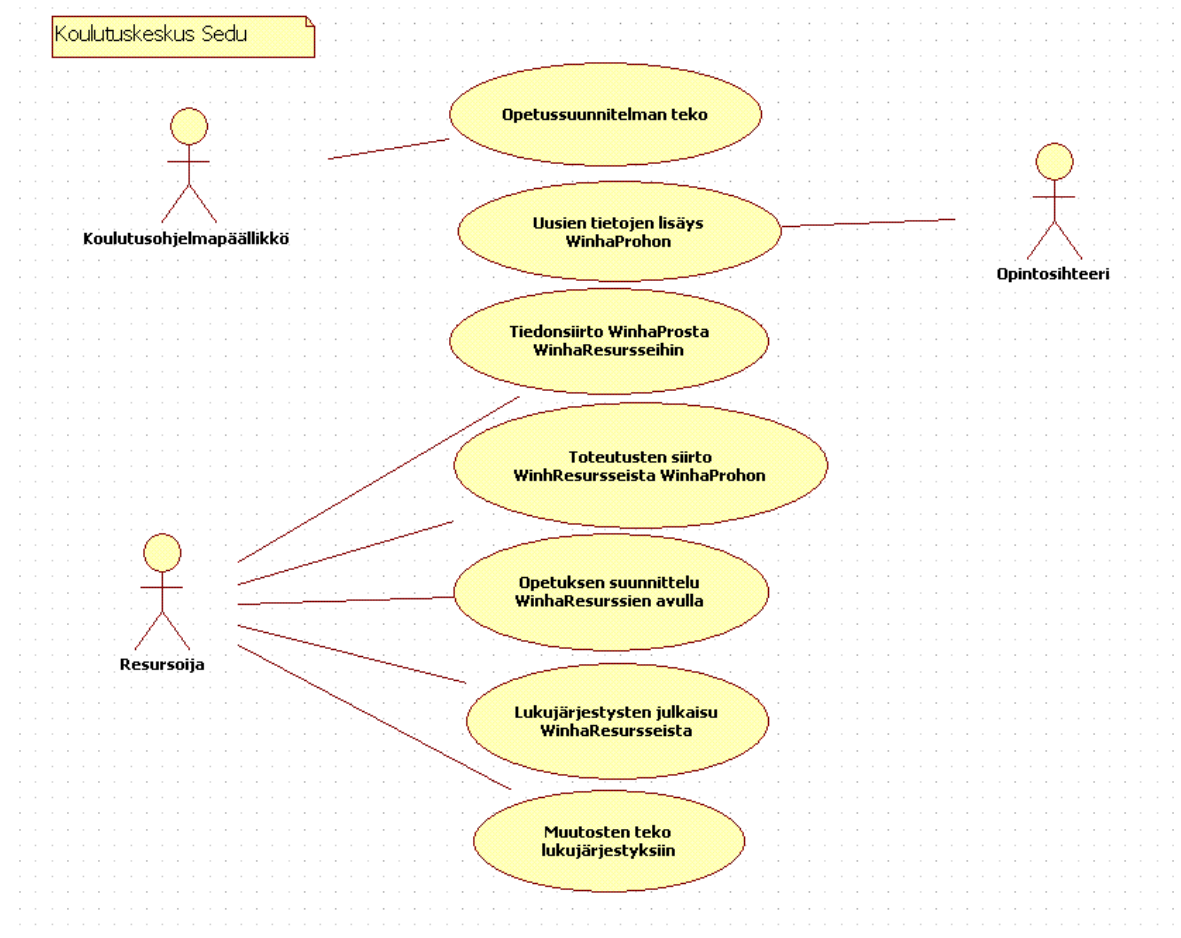 Koulutuskeskus Sedu
Opetussuunnitelman teko
Koulutusohjelmapäällikkö
Uusien tietojen lisäys
WinhaProhon
Opintosihteeri
Tiedonsiirto WinhaProsta
WinhaResursseihin
Toteutusten siirto
WinhResursseista WinhaProhon
Opetuksen suunnittelu
WinhaResurssien avulla
Resursoija
Lukujärjestysten julkaisu
WinhaResursseista
Muutosten teko
lukujärjestyksiin